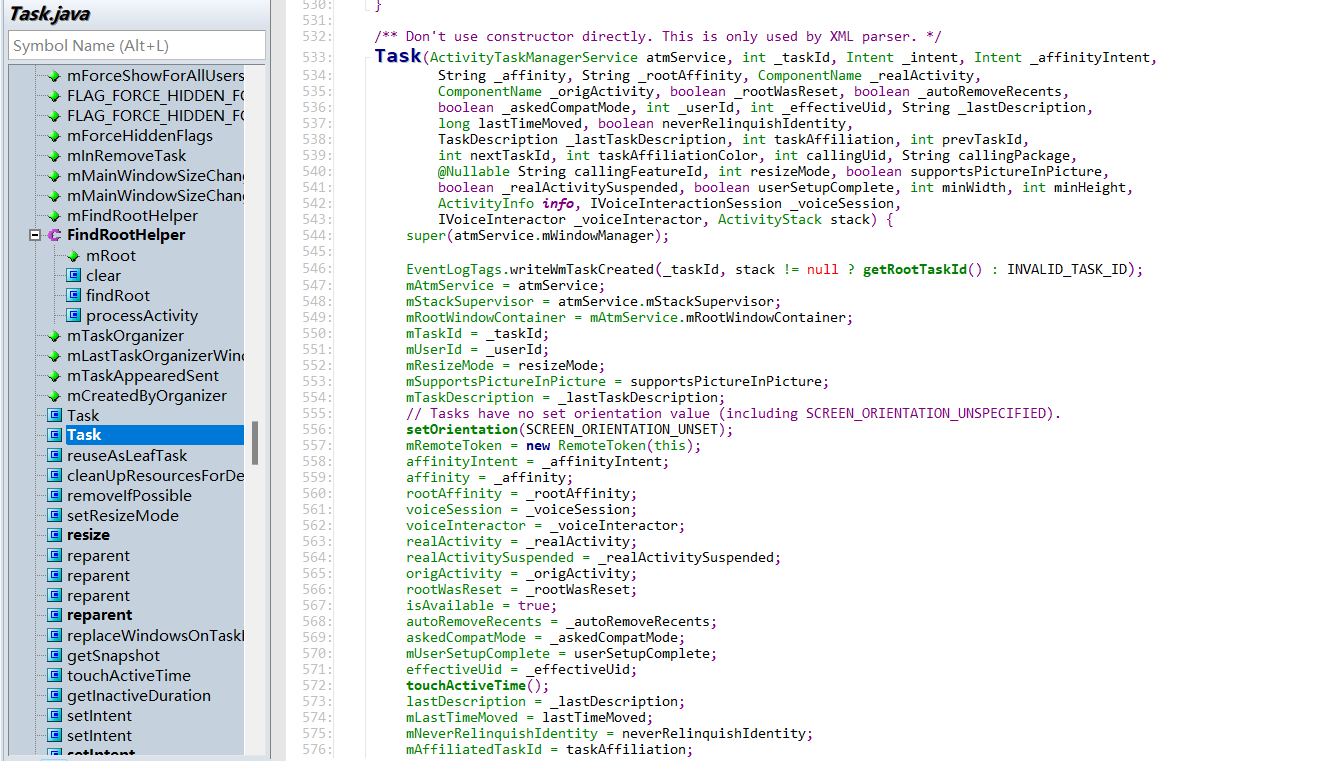 Task.java
Symbol Name (Alt+L)
mForceShowForAllUsers
FLAG_FORCE_HIDDEN_FO
FLAG_FORCE_HIDDEN_FO
mForceHiddenFlags
mInRemoveTask
mMainWindowSizeChan
mMainWindowSizeChan
mFindRootHelper
FindRootHelper
mRoot
clear
findRoot
processActivity
mTaskOrganizer
mLastTaskOrganizerWin
mTaskAppearedSent
mCreatedByOrganizer
Task
Task
reuseAsLeafTask
cleanUpResourcesForDe
removeIfPossible
setResizeMode
resize
reparent
reparent
reparent
reparent
replaceWindowsOnTaskI
getSnapshot
touchActiveTime
getInactiveDuration
setIntent
setIntent
setIntent
530: }
531:
532: /** Don't use constructor directly. This is only used by XML parser. */
533: Task(ActivityTaskManagerService atmService, int _taskId, Intent _intent, Intent _affinityIntent,
534: String _affinity, String _rootAffinity, ComponentName _realActivity,
535: ComponentName _origActivity, boolean _rootWasReset, boolean _autoRemoveRecents,
536: boolean _askedCompatMode, int _userId, int _effectiveUid, String _lastDescription,
537: long lastTimeMoved, boolean neverRelinquishIdentity,
538: TaskDescription _lastTaskDescription, int taskAffiliation, int prevTaskId,
539: int nextTaskId, int taskAffiliationColor, int callingUid, String callingPackage,
540: @Nullable String callingFeatureId, int resizeMode, boolean supportsPictureInPicture,
541: boolean _realActivitySuspended, boolean userSetupComplete, int minWidth, int minHeight,
542: ActivityInfo info, IVoiceInteractionSession _voiceSession,
543: IVoiceInteractor _voiceInteractor, ActivityStack stack) {
544: super(atmService.mWindowManager);
545:
546: EventLogTags.writeWmTaskCreated(_taskId, stack != null ? getRootTaskId() : INVALID_TASK_ID);
547: mAtmService = atmService;
548: mStackSupervisor = atmService.mStackSupervisor;
549: mRootWindowContainer = mAtmService.mRootWindowContainer;
550: mTaskId = _taskId;
551: mUserId = _userId;
552: mResizeMode = resizeMode;
553: mSupportsPictureInPicture = supportsPictureInPicture;
554: mTaskDescription = _lastTaskDescription;
555: // Tasks have no set orientation value (including SCREEN_ORIENTATION_UNSPECIFIED).
556: setOrientation(SCREEN_ORIENTATION_UNSET);
557: mRemoteToken = new RemoteToken(this);
558: affinityIntent = _affinityIntent;
559: affinity = _affinity;
560: rootAffinity = _rootAffinity;
561: voiceSession = _voiceSession;
562: voiceInteractor = _voiceInteractor;
563: realActivity = _realActivity;
564: realActivitySuspended = _realActivitySuspended;
565: origActivity = _origActivity;
566: rootWasReset = _rootWasReset;
567: isAvailable = true;
568: autoRemoveRecents = _autoRemoveRecents;
569: askedCompatMode = _askedCompatMode;
570: mUserSetupComplete = userSetupComplete;
571: effectiveUid = _effectiveUid;
572: touchActiveTime();
573: lastDescription = _lastDescription;
574: mLastTimeMoved = lastTimeMoved;
575: mNeverRelinquishIdentity = neverRelinquishIdentity;
576: mAffiliatedTaskId = taskAffiliation;